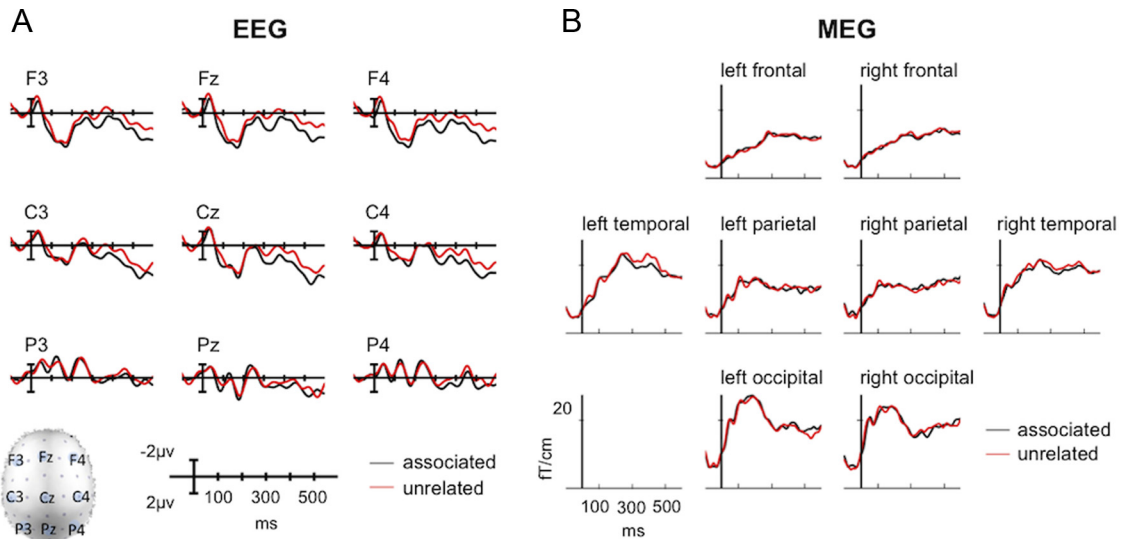 A
EEG
F3
Fz
F4
C3
Cz
C4
P3
Pz
P4
F3 Fz F4
C3 Cz C4
P3 Pz P4
-2μv
2μv
100 300 500
ms
associated
unrelated
B
MEG
left frontal
right frontal
left temporal
left parietal
right parietal
right temporal
left occipital
right occipital
20
fT/cm
100 300 500
ms
associated
unrelated